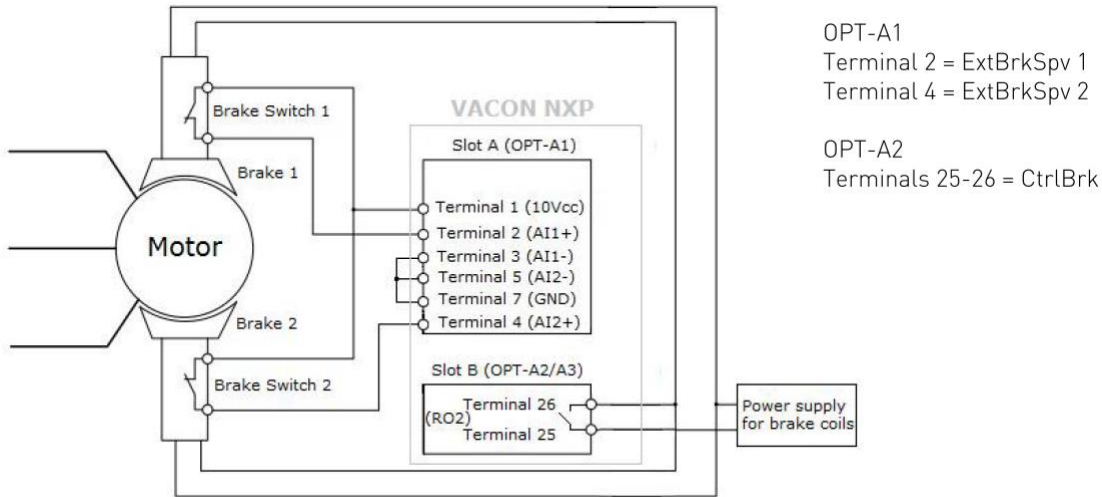 OPT-A1
Terminal 2 = ExtBrkSpv 1
Terminal 4 = ExtBrkSpv 2
OPT-A2
Terminals 25-26 = CtrlBrk
Brake Switch 1
Brake 1
Motor
Brake 2
Brake Switch 2
VACON NXP
Slot A (OPT-A1)
Terminal 1 (10Vcc)
Terminal 2 (AI1+)
Terminal 3 (AI1-)
Terminal 5 (AI2-)
Terminal 7 (GND)
Terminal 4 (AI2+)
Slot B (OPT-A2/A3)
Terminal 26
(RO2)
Terminal 25
Power supply
for brake coils